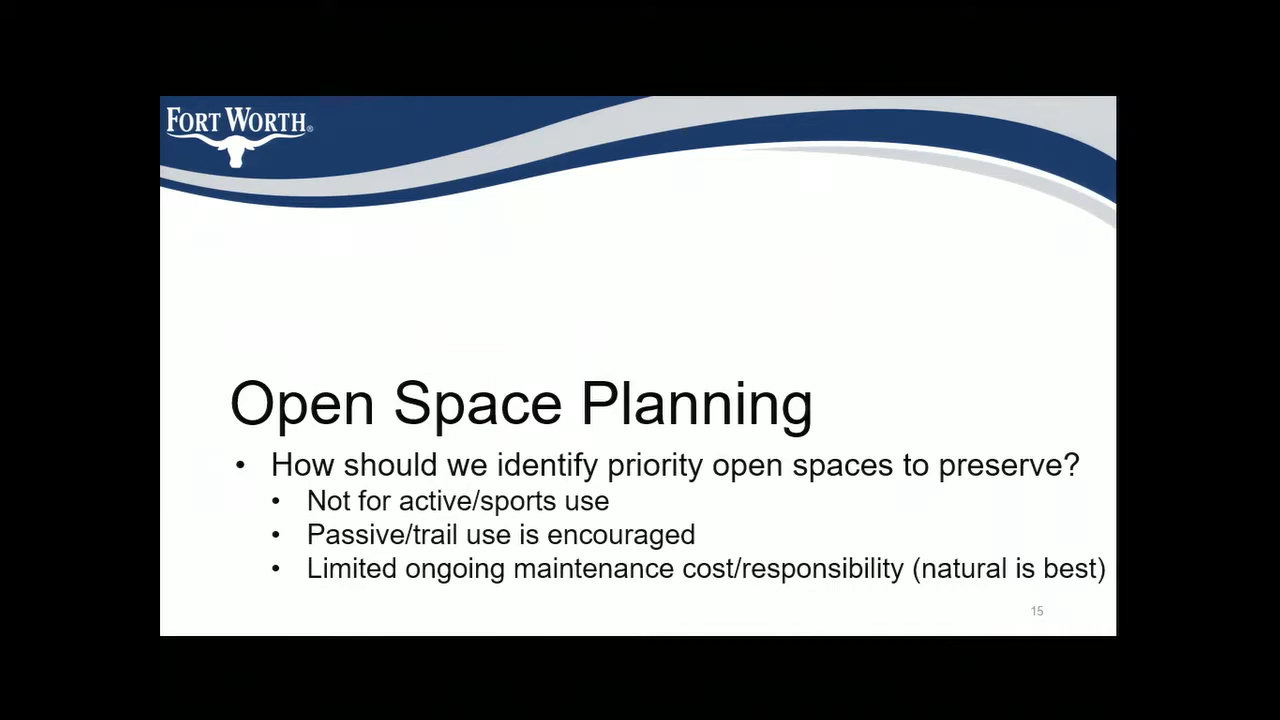 FORT WORTH®
Open Space Planning
• How should we identify priority open spaces to preserve?
• Not for active/sports use
• Passive/trail use is encouraged
• Limited ongoing maintenance cost/responsibility (natural is best)
15